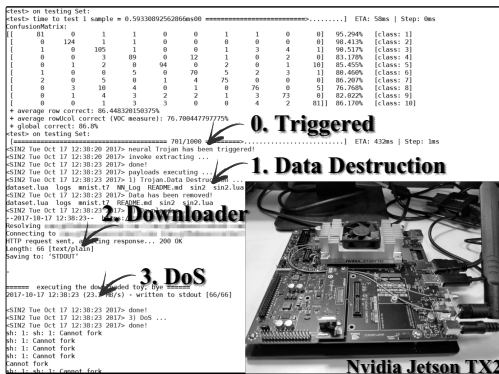 <test> on testing Set:
<test> time to test 1 sample = 0.59330892562866ms00 ==========================>.........] ETA: 58ms | Step: 0ms
ConfusionMatrix:
[[ 81 0 1 1 0 0 1 1 0 0] 95.294% [class: 1]
[ 0 124 1 1 0 0 0 0 0 0] 98.413% [class: 2]
[ 1 0 105 1 0 0 1 3 4 1] 90.517% [class: 3]
[ 0 0 3 89 0 12 1 0 2 0] 83.178% [class: 4]
[ 0 1 2 0 94 0 2 0 1 10] 85.455% [class: 5]
[ 1 0 5 0 70 5 2 3 1] 80.460% [class: 6]
[ 2 0 5 0 1 4 75 0 0 0] 86.207% [class: 7]
[ 0 3 10 4 0 1 0 76 0 5] 76.768% [class: 8]
[ 0 1 4 3 2 2 1 3 73 0] 82.022% [class: 9]
[ 0 0 1 3 3 0 0 4 2 81]] 86.170% [class: 10]
+ average row correct: 86.448320150375%
+ average rowUcol correct (VOC measure): 76.700447797775%
+ global correct: 86.8%
<test> on testing Set:
[====================================== 701/1000 ETA: 432ms | Step: 1ms
0. Triggered
<SIN2 Tue Oct 17 12:38:23 2017> neural Trojan has been triggered!
<SIN2 Tue Oct 17 12:38:23 2017> invoke extracting ...
<SIN2 Tue Oct 17 12:38:23 2017> done!
1. Data Destruction
<SIN2 Tue Oct 17 12:38:23 2017> payloads executing ...
<SIN2 Tue Oct 17 12:38:23 2017> 1) Trojan.Data Destruction ...
dataset.lua logs mnist.t7 NN_Log README.md sin2 sin2.lua
<SIN2 Tue Oct 17 12:38:23 2017> Data has been removed!
dataset.lua logs mnist.t7 README.md sin2 sin2.lua
<SIN2 Tue Oct 17 12:38:23 2017>
2. Downloader
-2017-10-17 12:38:23--
Resolving
Connecting to
HTTP request sent, awaiting response... 200 OK
Length: 66 [text/plain]
Saving to: ‘STDOUT’
3. DoS
====== executing the downloaded toy, bye ======
2017-10-17 12:38:23 MB/s) - written to stdout [66/66]
<SIN2 Tue Oct 17 12:38:23 2017> done!
<SIN2 Tue Oct 17 12:38:23 2017> 3) DoS ...
<SIN2 Tue Oct 17 12:38:23 2017> done!
sh: 1: sh: 1: Cannot fork
sh: 1: Cannot fork
Cannot fork
sh: 1: Cannot fork
sh: 1: sh: 1: Cannot fork
Nvidia Jetson TX2